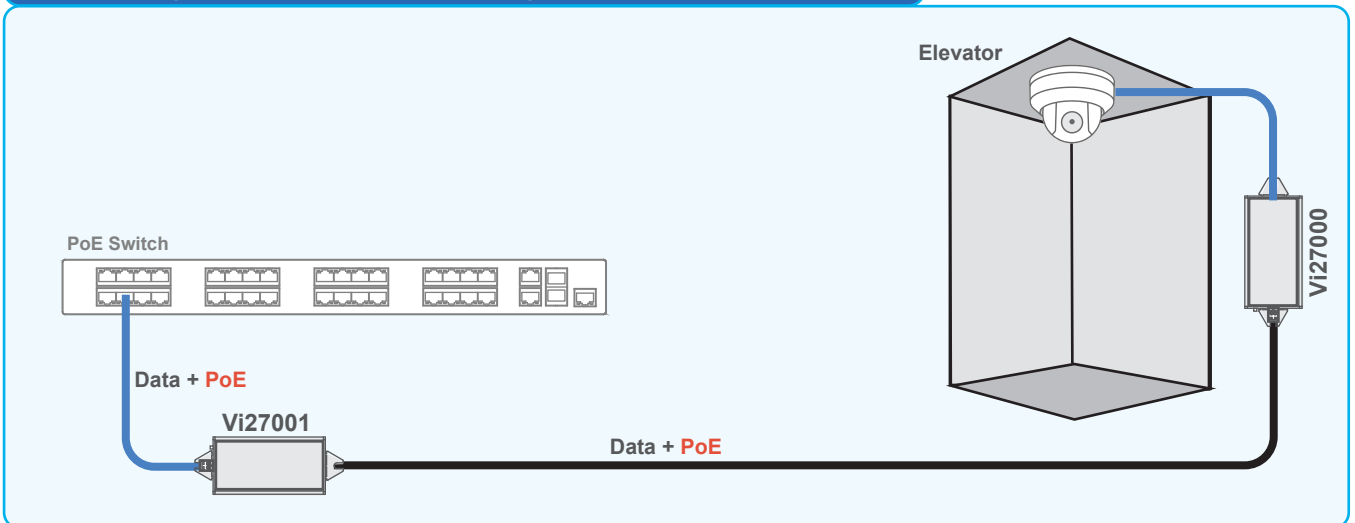 Elevator
Vi27000
PoE Switch
Data + PoE
Vi27001
Data + PoE